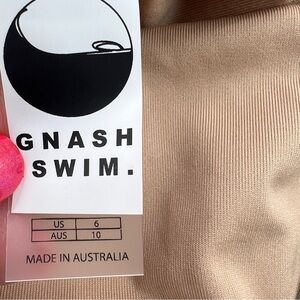 GNASH
SWIM.
US 6
AUS 10
MADE IN AUSTRALIA